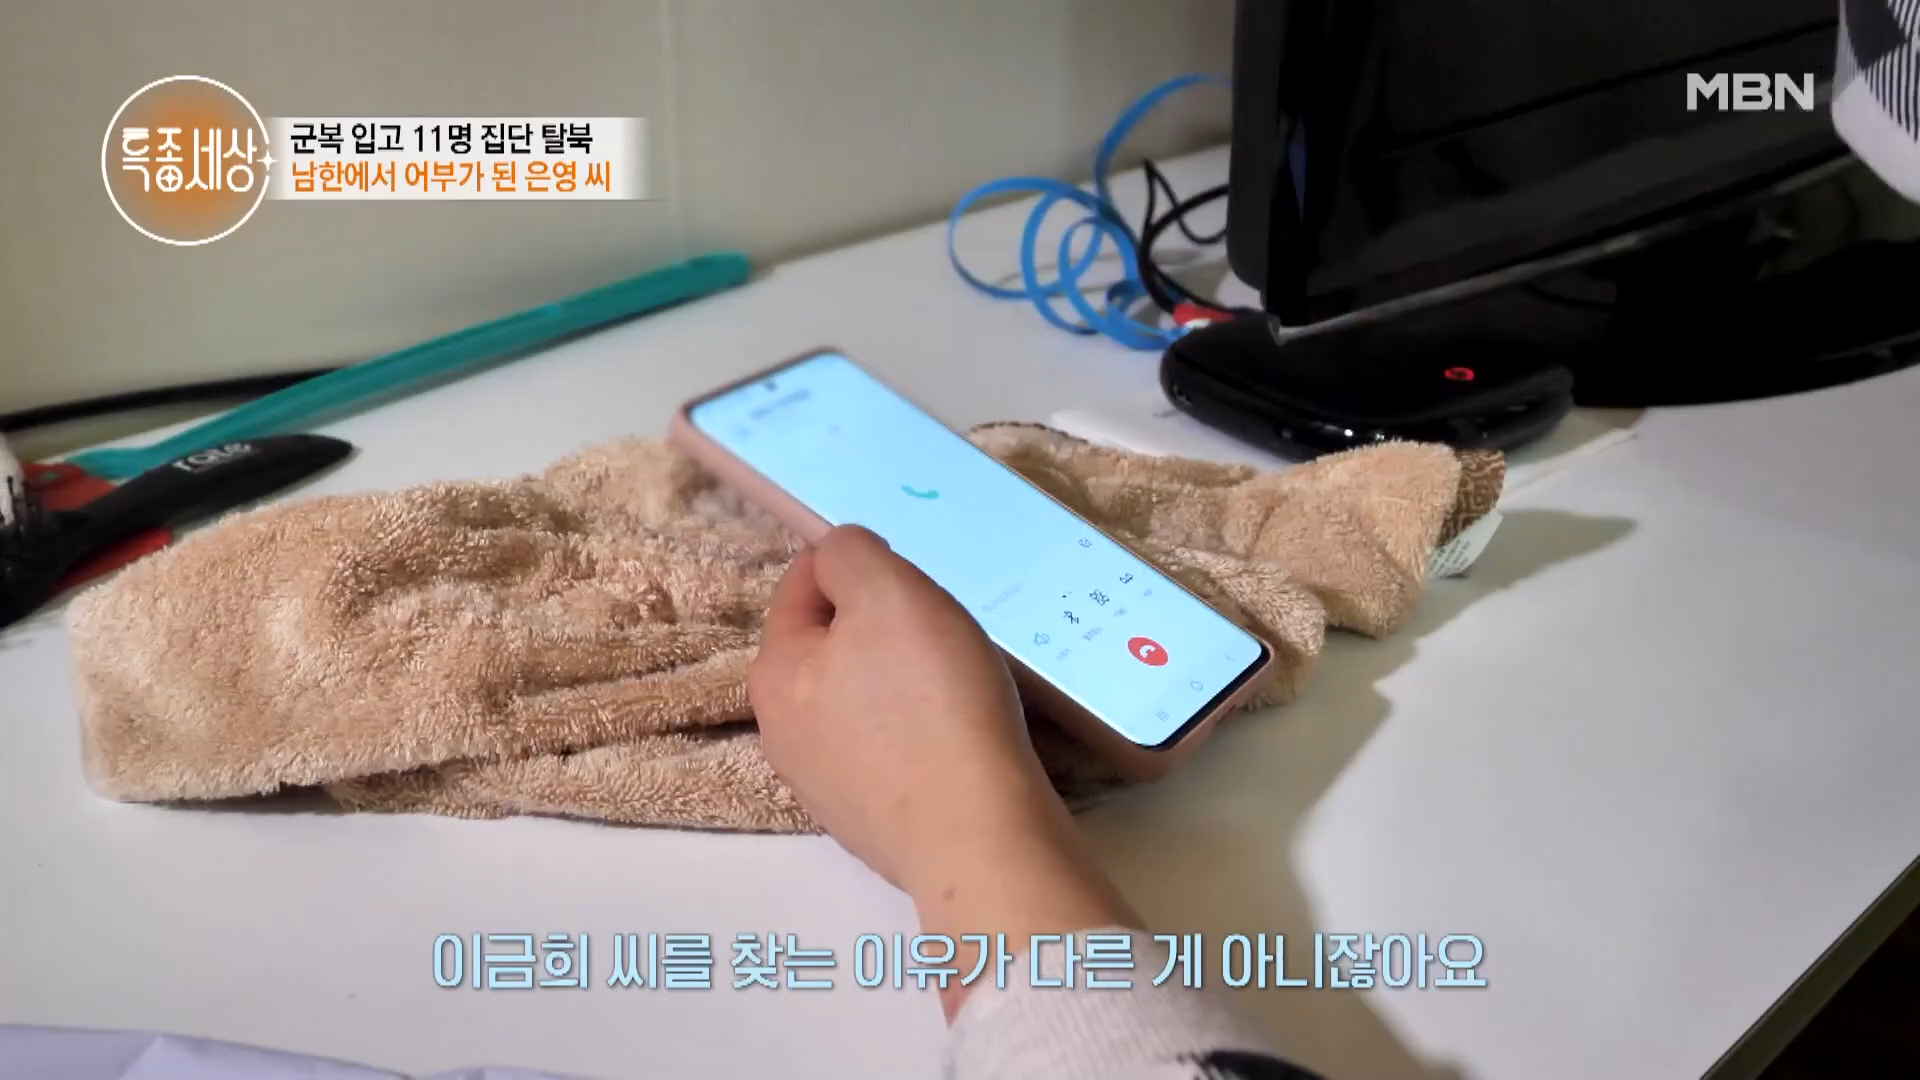 특종세상
군복 입고 11명 집단 탈북
남한에서 어부가 된 은영 씨
MBN
rote
이금희 씨를 찾는 이유가 다른 게 아니잖아요